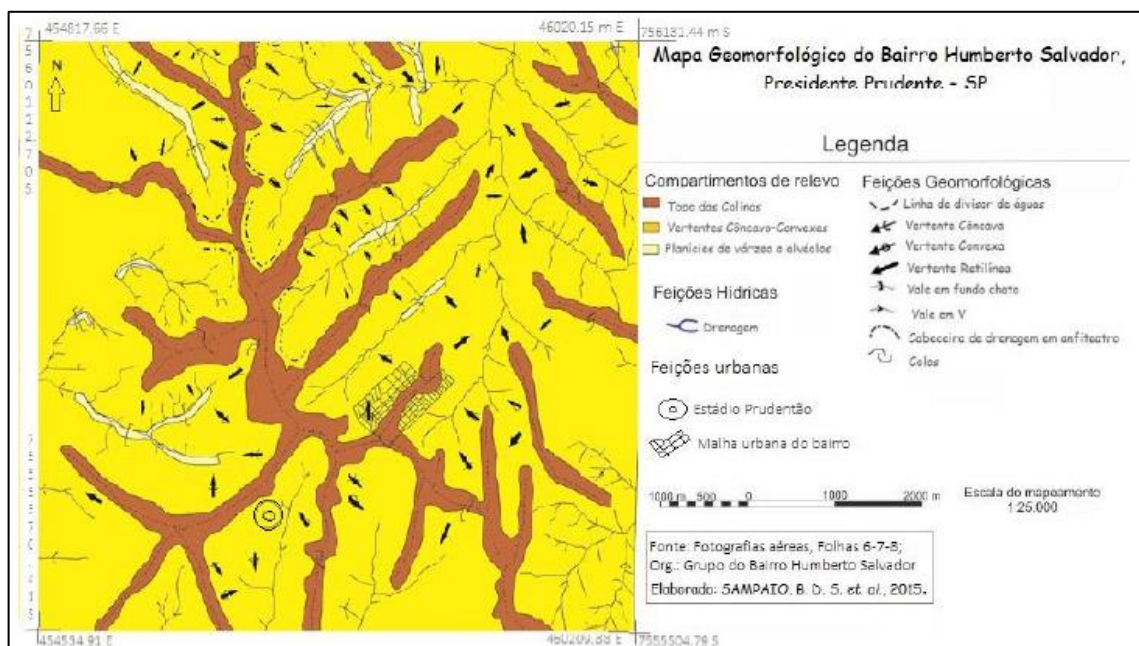 454817.66 E
46020.15 m E
756131.44 m S
N
Mapa Geomorfológico do Bairro Humberto Salvador,
Presidente Prudente - SP
Legenda
Compartimentos de relevo
Topo das Colinas
Vertentes Côncavo-Convexas
Planícies de várzea e alvéolos
Feições Hídricas
Drenagem
Feições urbanas
Estádio Prudentão
Malha urbana do bairro
Feições Geomorfológicas
Linha de divisor de águas
Vertente Côncava
Vertente Convexa
Vertente Retilínea
Vale em fundo chato
Vale em V
Cabeceira de drenagem em anfiteatro
Colos
1000 m 500 0 1000 2000 m
Escala do mapeamento
1:25.000
Fonte: Fotografias aéreas, Folhas 6-7-8;
Org.: Grupo do Bairro Humberto Salvador
Elaborado: SAMPAIO. B. D. S. et. al., 2015.
454534.91 E
460209.88 E
7555504.79 S